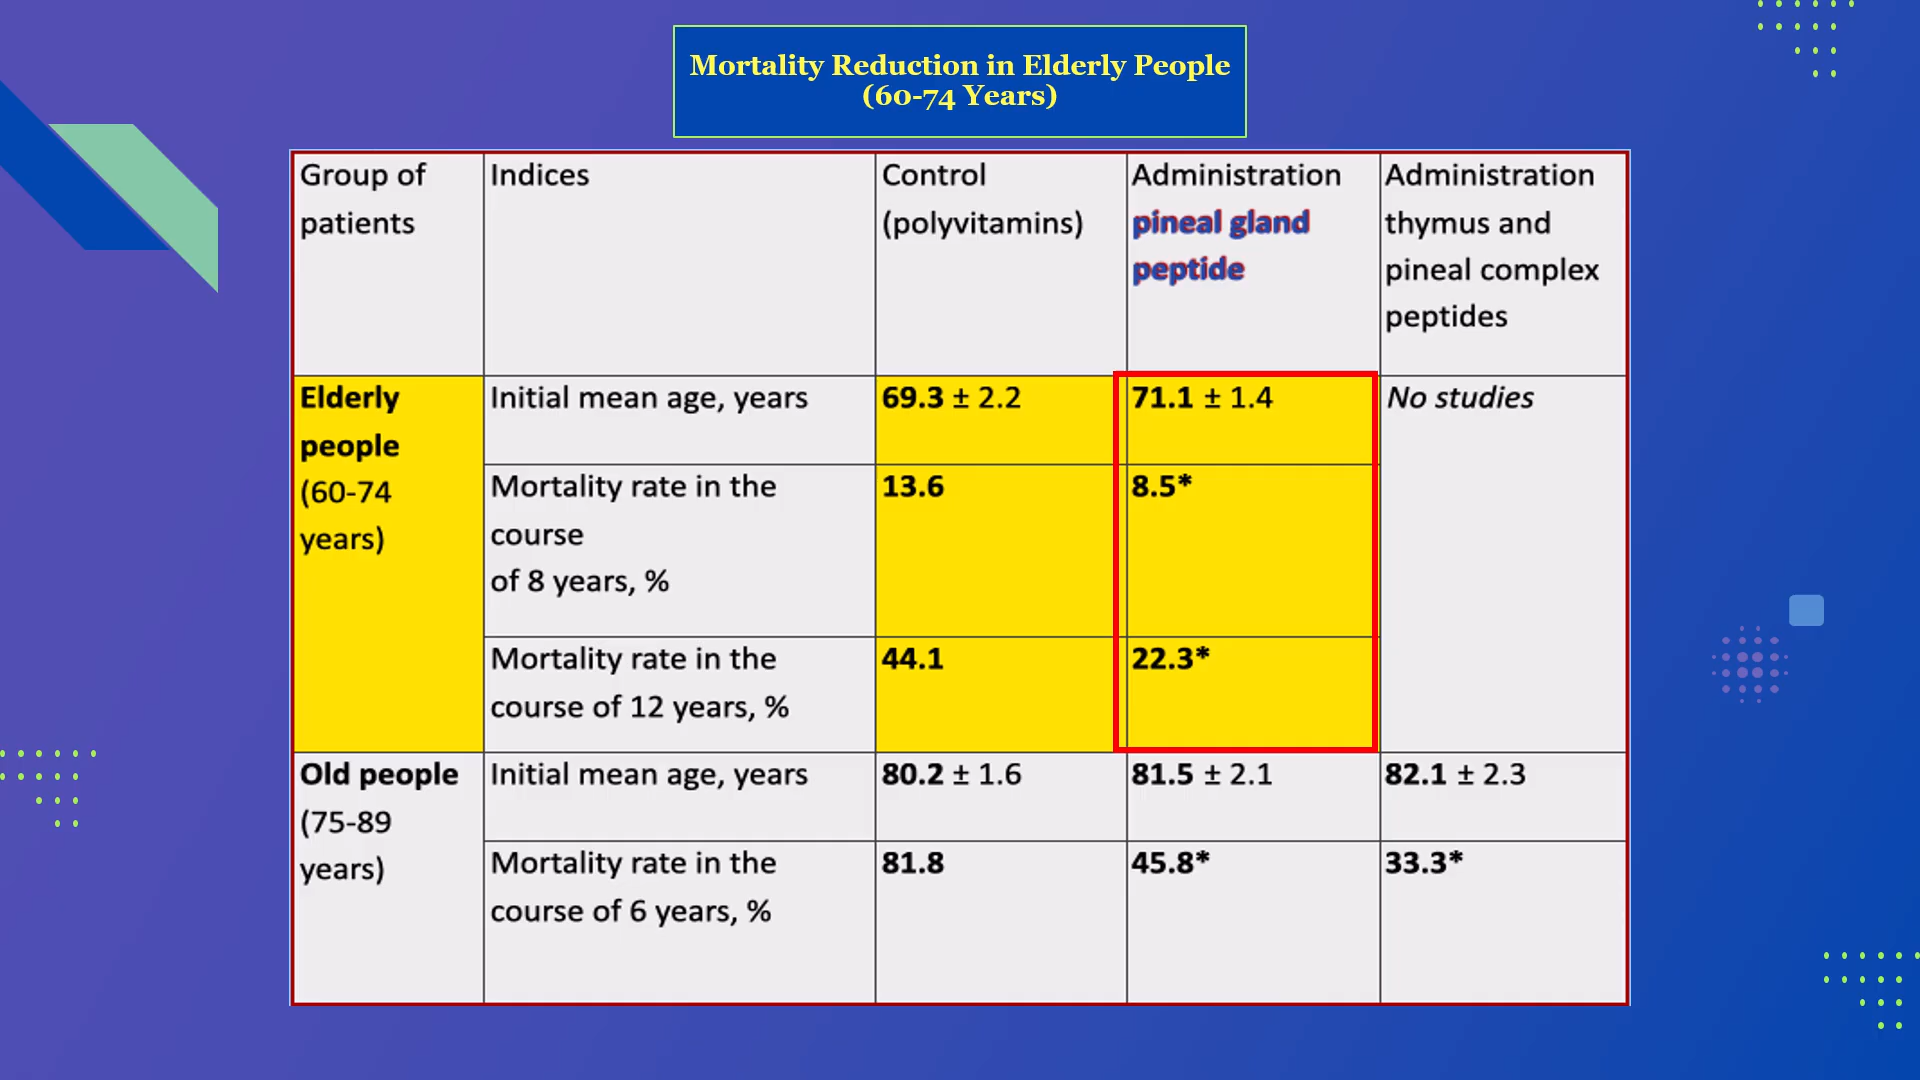 Mortality Reduction in Elderly People
(60-74 Years)
Group of
patients
Indices
Control
(polyvitamins)
Administration
pineal gland
peptide
Administration
thymus and
pineal complex
peptides
Elderly
people
(60-74
years)
Initial mean age, years
69.3 ± 2.2
71.1 ± 1.4
No studies
Mortality rate in the
course
of 8 years, %
13.6
8.5*
Mortality rate in the
course of 12 years, %
44.1
22.3*
Old people
(75-89
years)
Initial mean age, years
80.2 ± 1.6
81.5 ± 2.1
82.1 ± 2.3
Mortality rate in the
course of 6 years, %
81.8
45.8*
33.3*